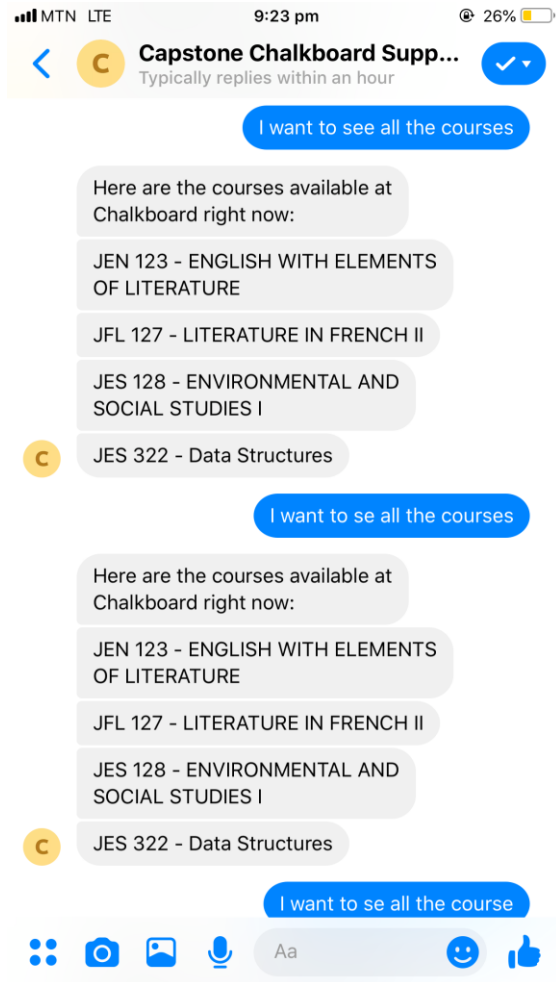 MTN LTE 9:23 pm 26%
C Capstone Chalkboard Supp...
Typically replies within an hour
I want to see all the courses
Here are the courses available at
Chalkboard right now:
JEN 123 - ENGLISH WITH ELEMENTS
OF LITERATURE
JFL 127 - LITERATURE IN FRENCH II
JES 128 - ENVIRONMENTAL AND
SOCIAL STUDIES I
C JES 322 - Data Structures
I want to se all the courses
Here are the courses available at
Chalkboard right now:
JEN 123 - ENGLISH WITH ELEMENTS
OF LITERATURE
JFL 127 - LITERATURE IN FRENCH II
JES 128 - ENVIRONMENTAL AND
SOCIAL STUDIES I
C JES 322 - Data Structures
I want to se all the course
Aa